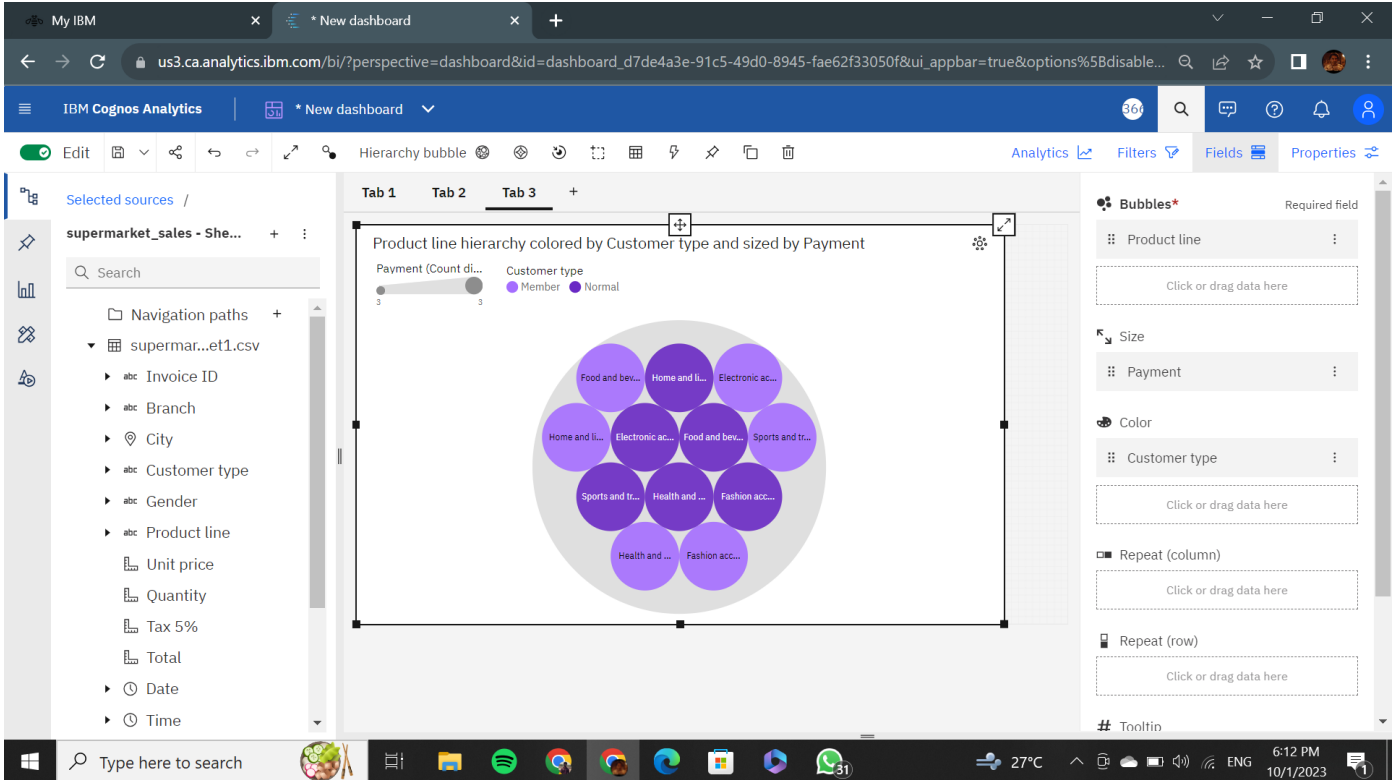 My IBM
* New dashboard
us3.ca.analytics.ibm.com/bi/?perspective=dashboard&id=dashboard_d7de4a3e-91c5-49d0-8945-fae62f33050f&ui_appbar=true&options%5Bdisable...
IBM Cognos Analytics
* New dashboard
366
Edit
Hierarchy bubble
Analytics
Filters
Fields
Properties
Selected sources /
supermarket_sales - She...
Search
Navigation paths
supermar...et1.csv
abc Invoice ID
abc Branch
City
abc Customer type
abc Gender
abc Product line
Unit price
Quantity
Tax 5%
Total
Date
Time
Tab 1 Tab 2 Tab 3 +
Product line hierarchy colored by Customer type and sized by Payment
Payment (Count di...
3 3
Customer type
Member Normal
Food and bev... Home and li... Electronic ac...
Home and li... Electronic ac... Food and bev... Sports and tr...
Sports and tr... Health and ... Fashion acc...
Health and ... Fashion acc...
Bubbles* Required field
Product line
Click or drag data here
Size
Payment
Color
Customer type
Click or drag data here
Repeat (column)
Click or drag data here
Repeat (row)
Click or drag data here
# Tooltip
Type here to search
31
27°C
ENG
6:12 PM
10/1/2023
1